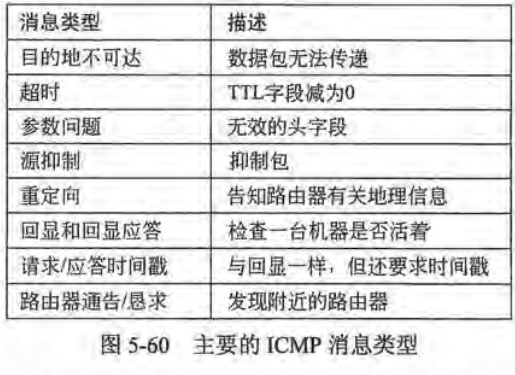 消息类型 描述
目的地不可达 数据包无法传递
超时 TTL字段减为0
参数问题 无效的头字段
源抑制 抑制包
重定向 告知路由器有关地理信息
回显和回显应答 检查一台机器是否活着
请求/应答时间戳 与回显一样，但还要求时间戳
路由器通告/恳求 发现附近的路由器
图 5-60 主要的 ICMP 消息类型